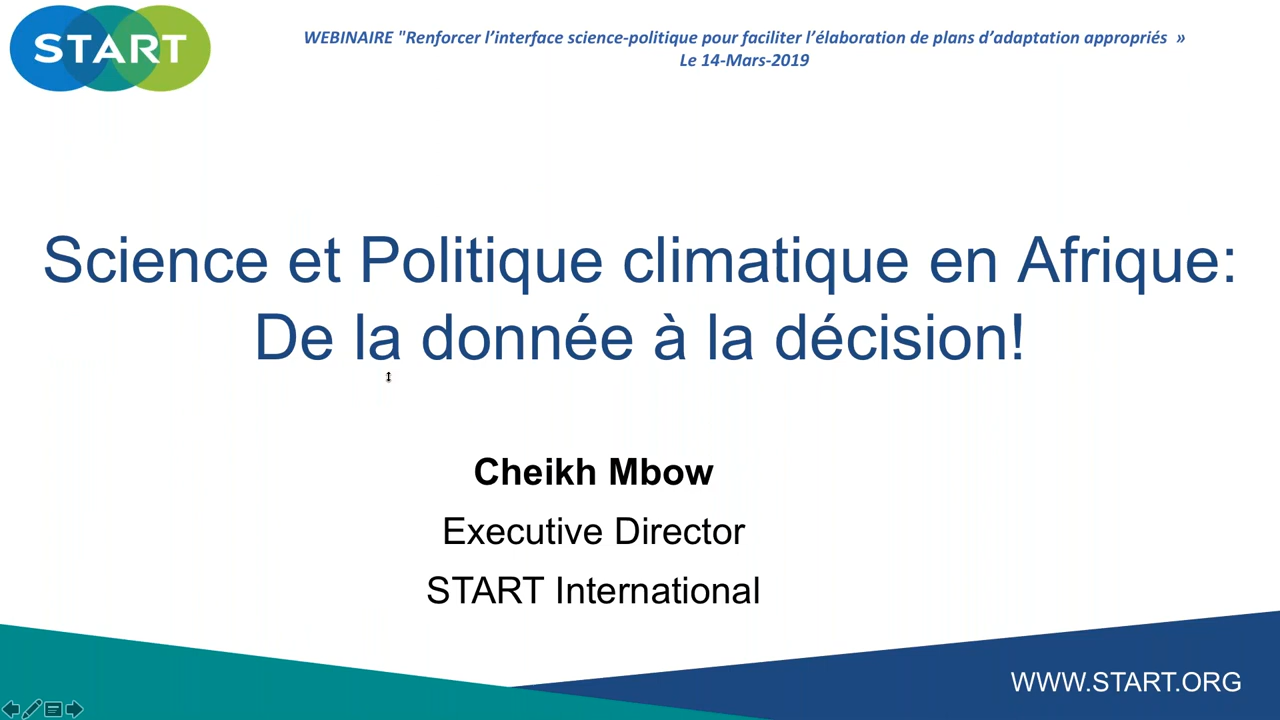 START
WEBINAIRE "Renforcer l’interface science-politique pour faciliter l’élaboration de plans d’adaptation appropriés »
Le 14-Mars-2019
Science et Politique climatique en Afrique:
De la donnée à la décision!
Cheikh Mbow
Executive Director
START International
WWW.START.ORG